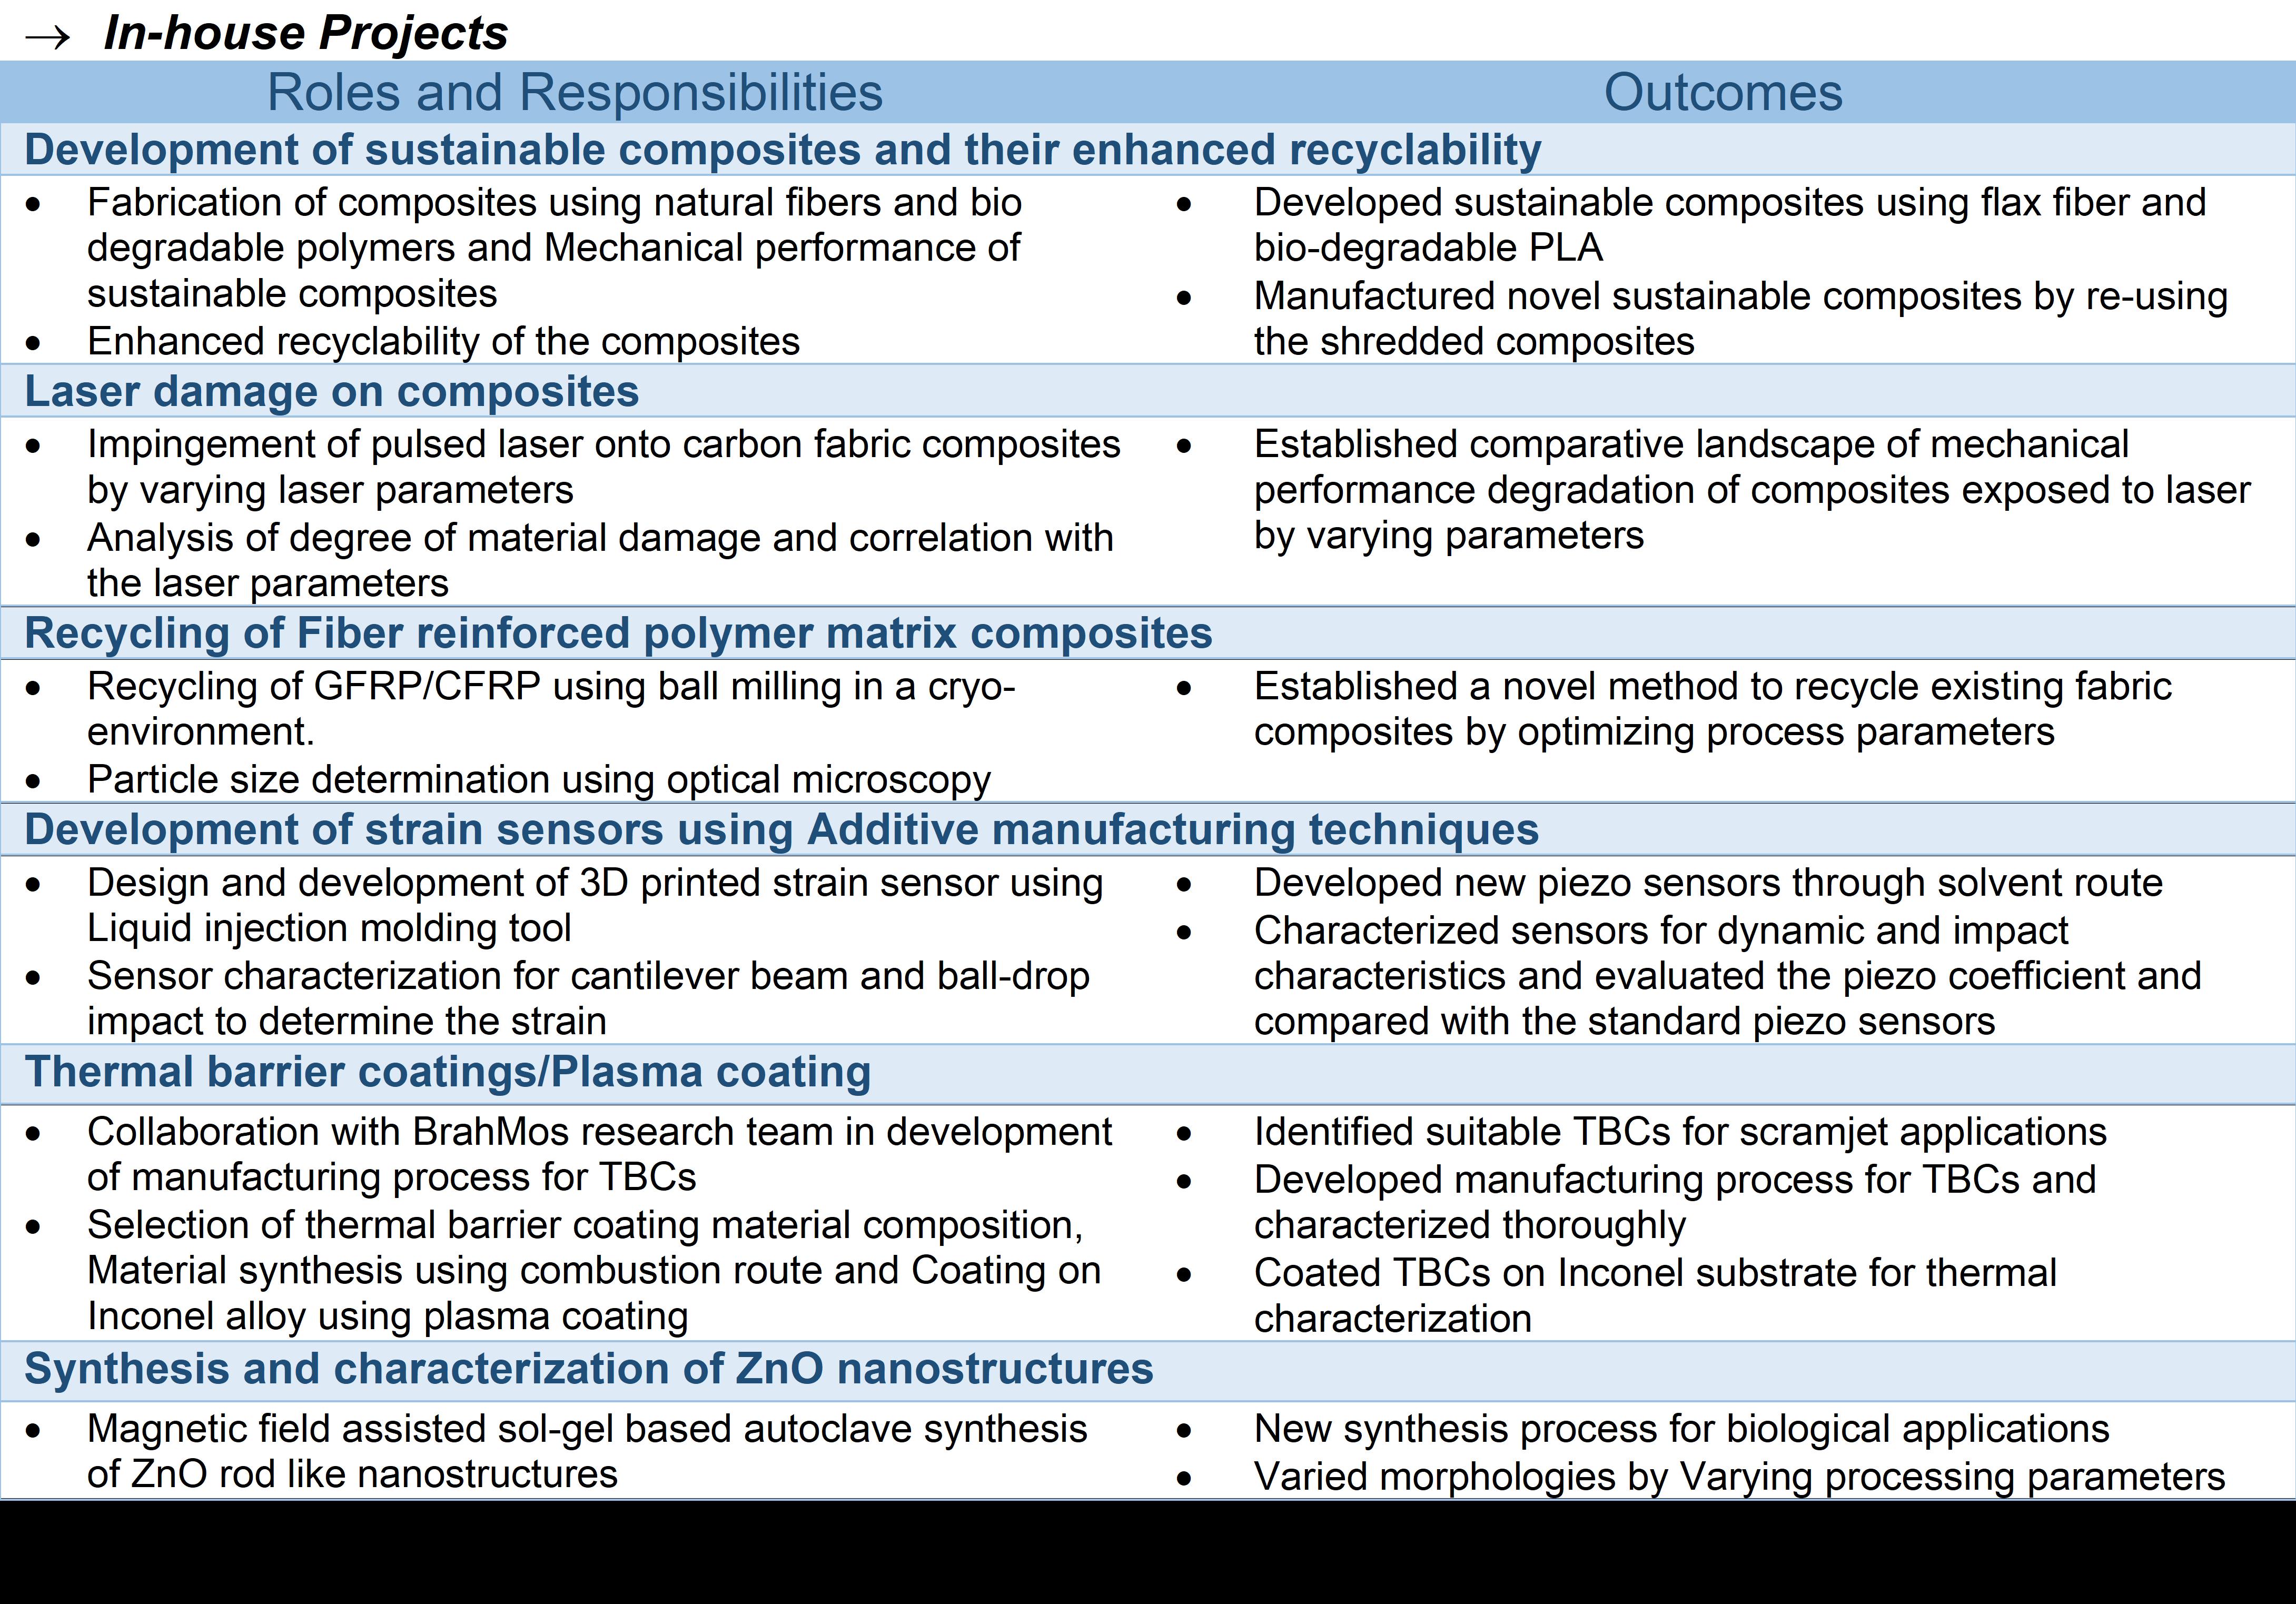 → In-house Projects
Roles and Responsibilities
Outcomes
Development of sustainable composites and their enhanced recyclability
• Fabrication of composites using natural fibers and bio
degradable polymers and Mechanical performance of
sustainable composites
• Enhanced recyclability of the composites
• Developed sustainable composites using flax fiber and
bio-degradable PLA
• Manufactured novel sustainable composites by re-using
the shredded composites
Laser damage on composites
• Impingement of pulsed laser onto carbon fabric composites
by varying laser parameters
• Analysis of degree of material damage and correlation with
the laser parameters
• Established comparative landscape of mechanical
performance degradation of composites exposed to laser
by varying parameters
Recycling of Fiber reinforced polymer matrix composites
• Recycling of GFRP/CFRP using ball milling in a cryo-
environment.
• Particle size determination using optical microscopy
• Established a novel method to recycle existing fabric
composites by optimizing process parameters
Development of strain sensors using Additive manufacturing techniques
• Design and development of 3D printed strain sensor using
Liquid injection molding tool
• Sensor characterization for cantilever beam and ball-drop
impact to determine the strain
• Developed new piezo sensors through solvent route
• Characterized sensors for dynamic and impact
characteristics and evaluated the piezo coefficient and
compared with the standard piezo sensors
Thermal barrier coatings/Plasma coating
• Collaboration with BrahMos research team in development
of manufacturing process for TBCs
• Selection of thermal barrier coating material composition,
Material synthesis using combustion route and Coating on
Inconel alloy using plasma coating
• Identified suitable TBCs for scramjet applications
• Developed manufacturing process for TBCs and
characterized thoroughly
• Coated TBCs on Inconel substrate for thermal
characterization
Synthesis and characterization of ZnO nanostructures
• Magnetic field assisted sol-gel based autoclave synthesis
of ZnO rod like nanostructures
• New synthesis process for biological applications
• Varied morphologies by Varying processing parameters